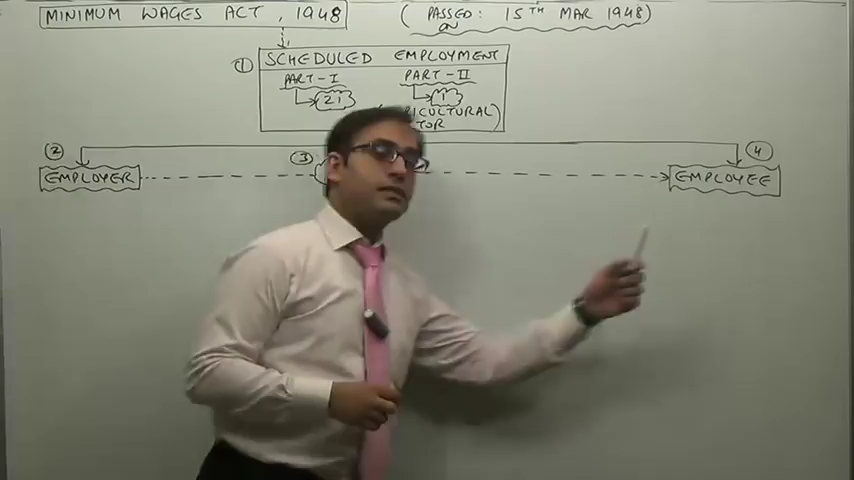 MINIMUM WAGES ACT, 1948 (PASSED: 15TH MAR 1948)
ON
① SCHEDULED EMPLOYMENT
PART-I PART-II
21 1
TOR
② ③ ④
EMPLOYER EMPLOYEE